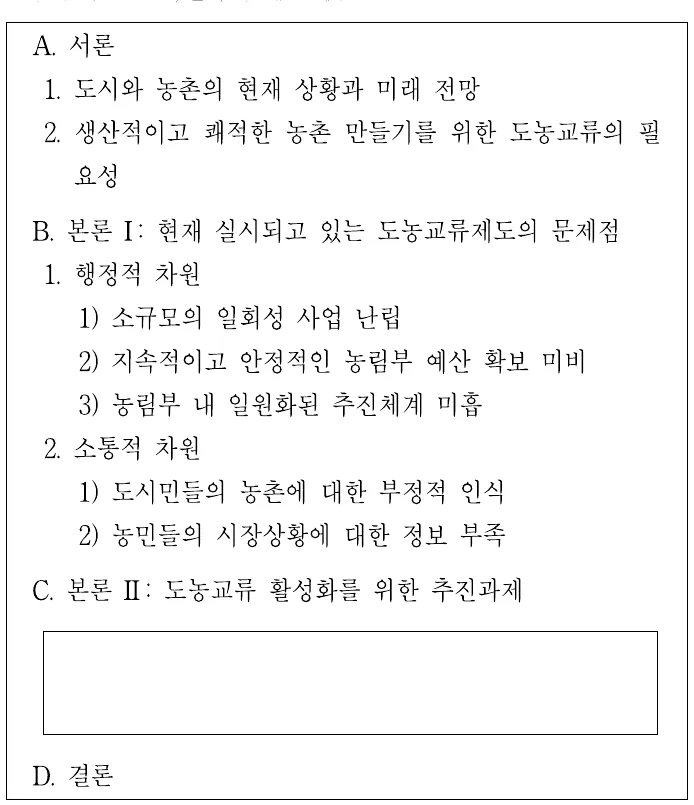 A. 서론
1. 도시와 농촌의 현재 상황과 미래 전망
2. 생산적이고 쾌적한 농촌 만들기를 위한 도농교류의 필
요성
B. 본론 Ⅰ: 현재 실시되고 있는 도농교류제도의 문제점
1. 행정적 차원
1) 소규모의 일회성 사업 난립
2) 지속적이고 안정적인 농림부 예산 확보 미비
3) 농림부 내 일원화된 추진체계 미흡
2. 소통적 차원
1) 도시민들의 농촌에 대한 부정적 인식
2) 농민들의 시장상황에 대한 정보 부족
C. 본론 Ⅱ: 도농교류 활성화를 위한 추진과제
D. 결론